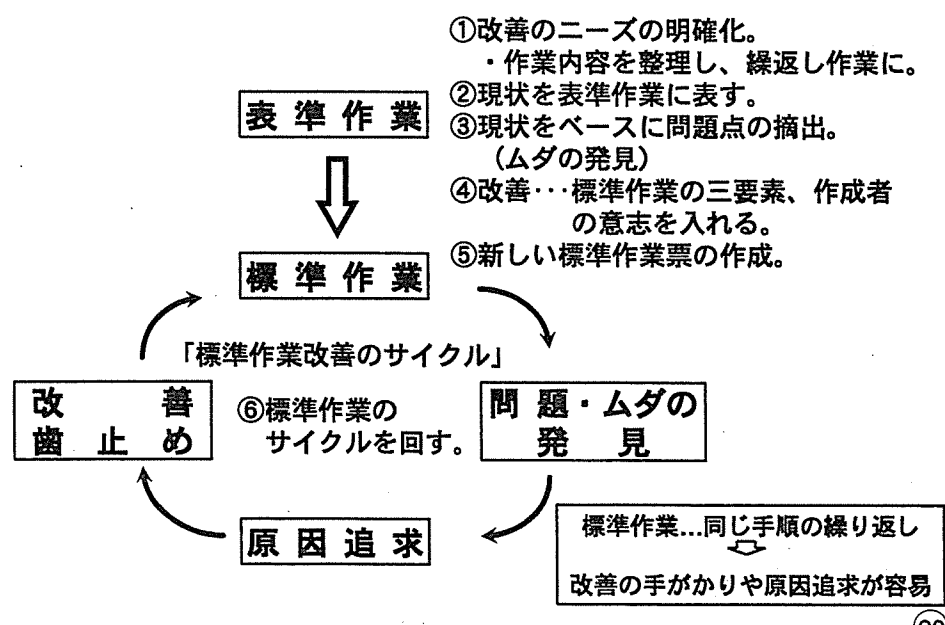 ①改善のニーズの明確化。
・作業内容を整理し、繰返し作業に。
②現状を表準作業に表す。
③現状をベースに問題点の摘出。
（ムダの発見）
④改善･･･標準作業の三要素、作成者
の意志を入れる。
⑤新しい標準作業票の作成。
表準作業
標準作業
「標準作業改善のサイクル」
⑥標準作業の
サイクルを回す。
問題・ムダの
発見
原因追求
改善
歯止め
標準作業...同じ手順の繰り返し
改善の手がかりや原因追求が容易